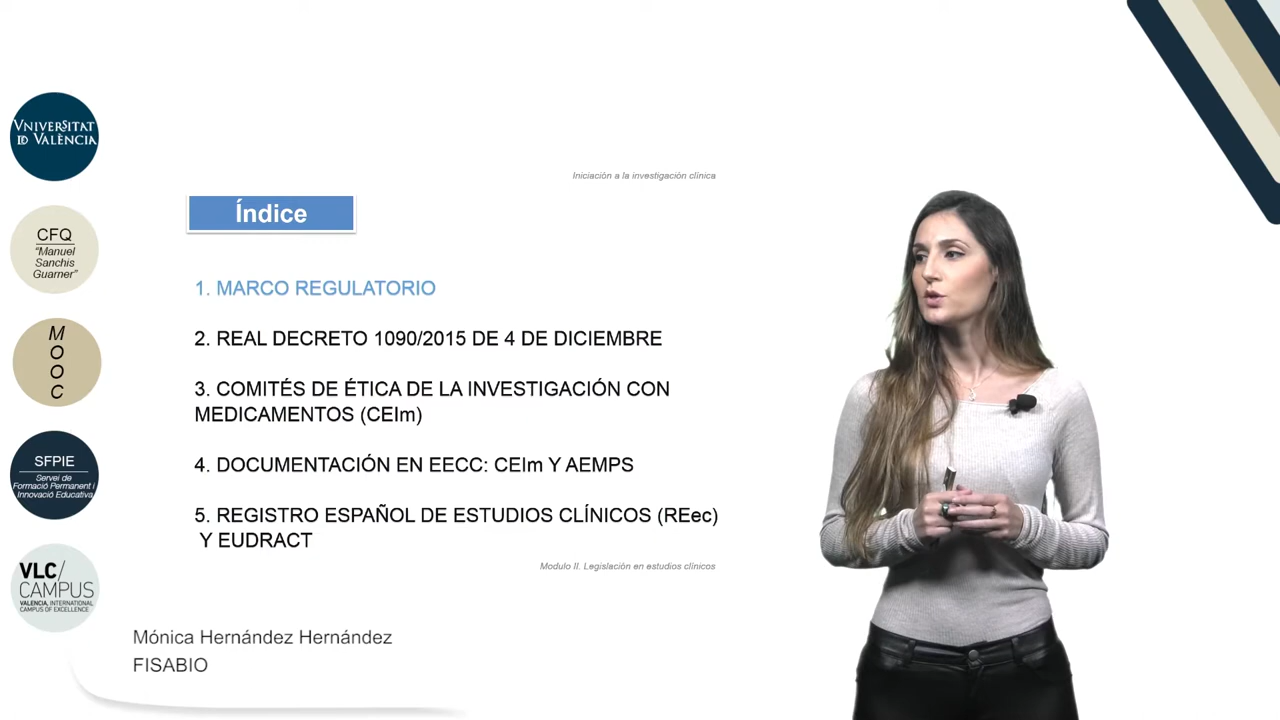 VNIVERSITAT
ID VALÈNCIA
CFQ
“Manuel
Sanchis
Guarner”
M
O
O
C
SFPIE
Servei de
Formació Permanent i
Innovació Educativa
VLC/
CAMPUS
VALENCIA, INTERNATIONAL
CAMPUS OF EXCELLENCE
Iniciación a la investigación clínica
Índice
1. MARCO REGULATORIO
2. REAL DECRETO 1090/2015 DE 4 DE DICIEMBRE
3. COMITÉS DE ÉTICA DE LA INVESTIGACIÓN CON
MEDICAMENTOS (CEIm)
4. DOCUMENTACIÓN EN EECC: CEIm Y AEMPS
5. REGISTRO ESPAÑOL DE ESTUDIOS CLÍNICOS (REec)
Y EUDRACT
Modulo II. Legislación en estudios clínicos
Mónica Hernández Hernández
FISABIO